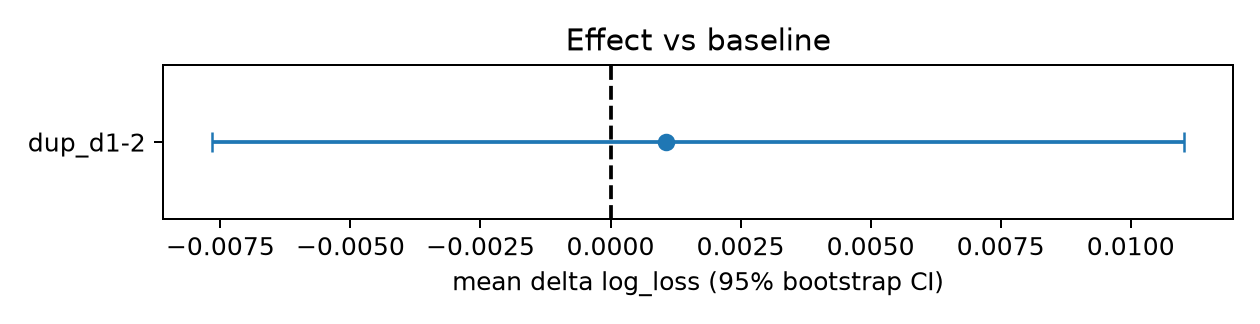 Effect vs baseline
dup_d1-2
−0.0075 −0.0050 −0.0025 0.0000 0.0025 0.0050 0.0075 0.0100
mean delta log_loss (95% bootstrap CI)